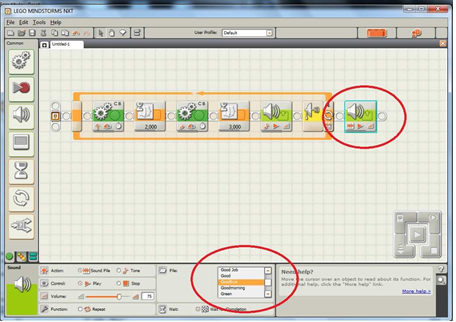 LEGO MINDSTORMS NXT
File Edit Tools Help
User Profile: Default
Common
Untitled-1
C B
C B
2,000
3,000
Sound
Action:
Sound File
Tone
Control:
Play
Stop
Volume:
75
Function:
Repeat
File:
Good Job
Good
Goodmorning
Green
Wait:
Wait for Completion
Need help?
Move the cursor over an object to read about its function. For
additional help, click the "More help" link.
More help »